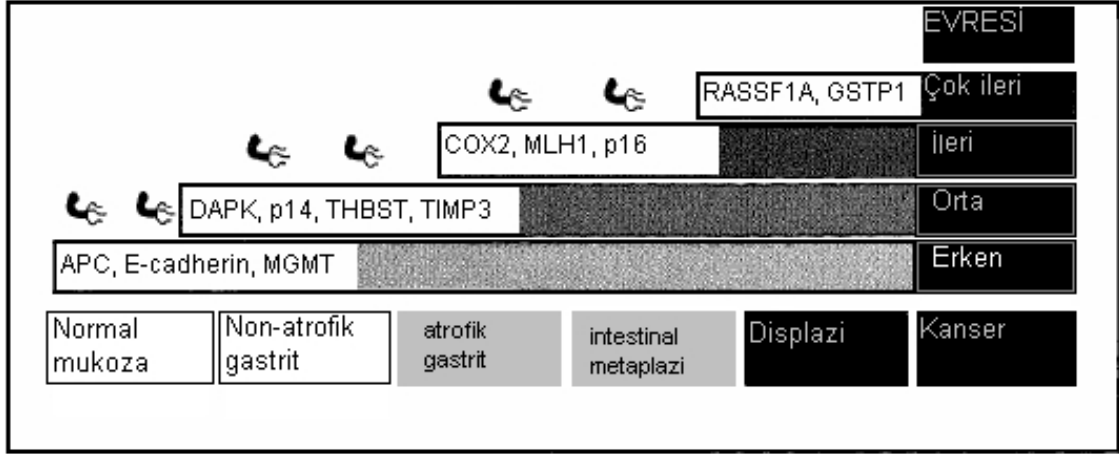 EVRESİ
RASSF1A, GSTP1
Çok ileri
COX2, MLH1, p16
İleri
DAPK, p14, THBST, TIMP3
Orta
APC, E-cadherin, MGMT
Erken
Normal
mukoza
Non-atrofik
gastrit
atrofik
gastrit
intestinal
metaplazi
Displazi
Kanser